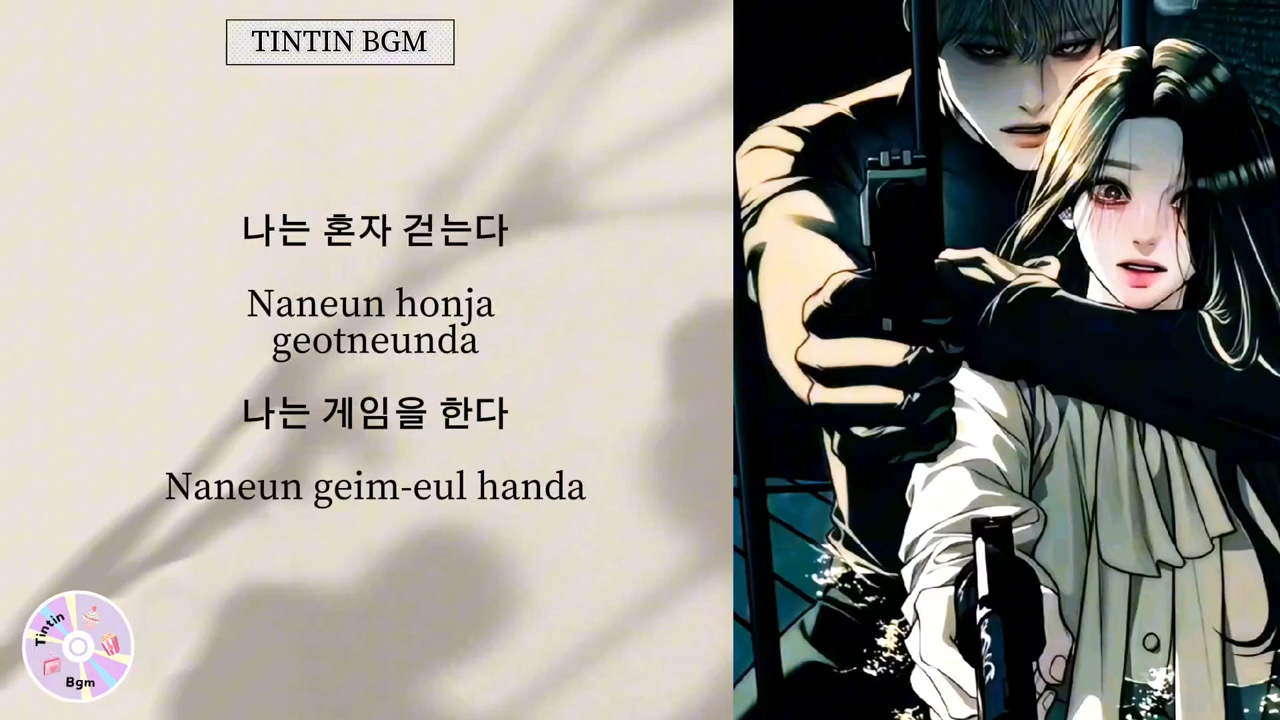 TINTIN BGM
나는 혼자 걷는다
Naneun honja
geotneunda
나는 게임을 한다
Naneun geim-eul handa
Tintin
Bgm